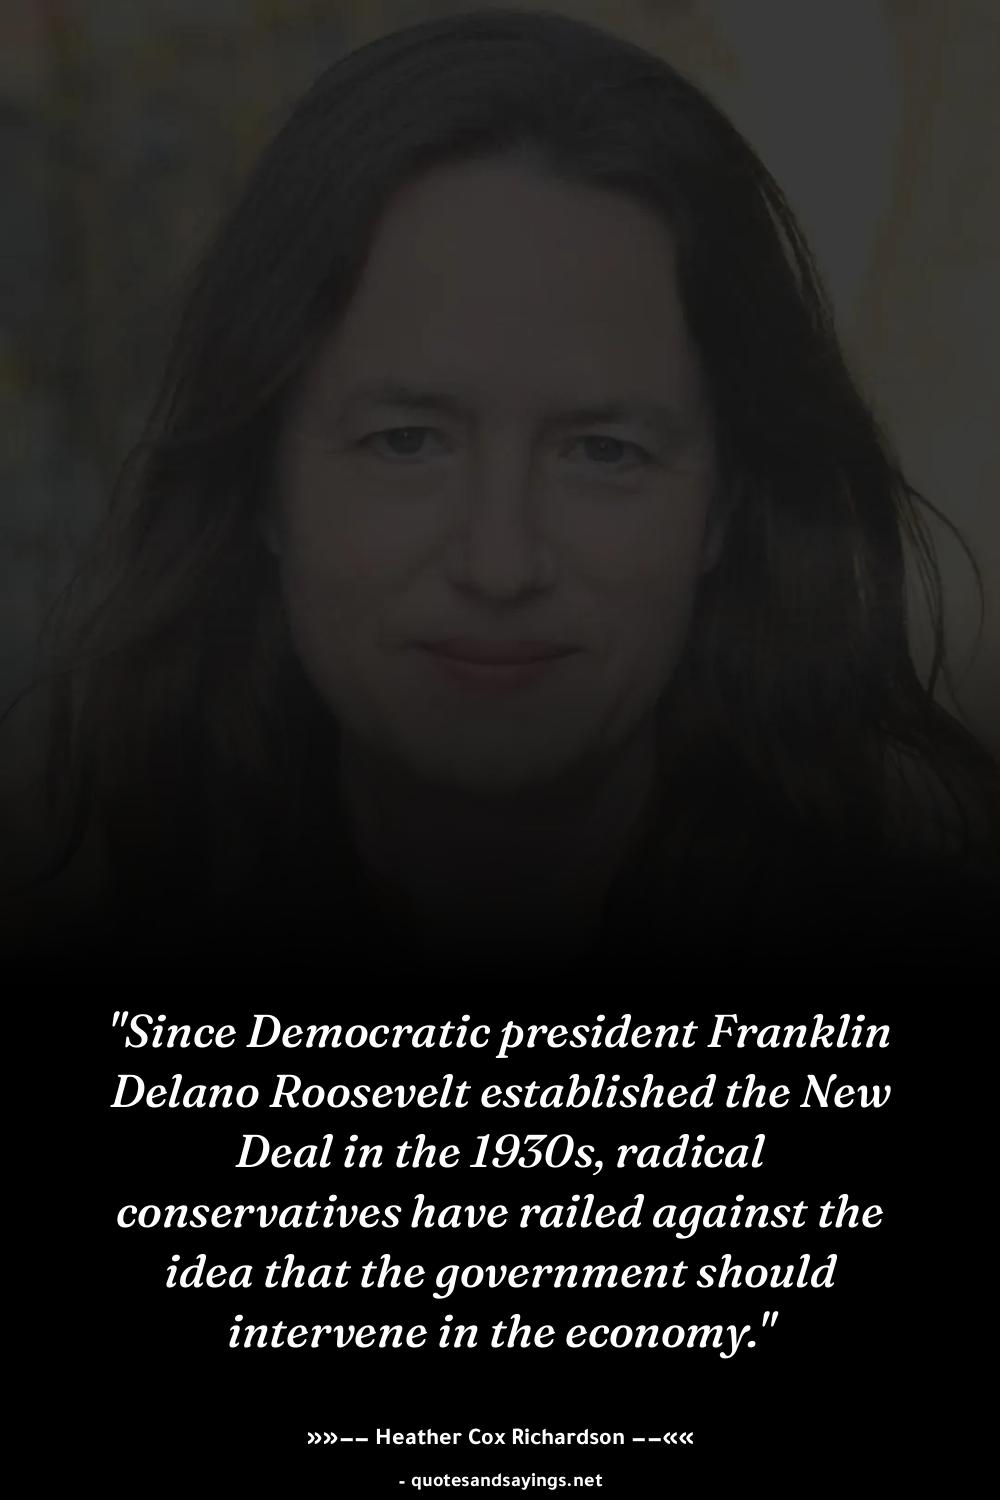 "Since Democratic president Franklin
Delano Roosevelt established the New
Deal in the 1930s, radical
conservatives have railed against the
idea that the government should
intervene in the economy."
»»–– Heather Cox Richardson ––««
- quotesandsayings.net